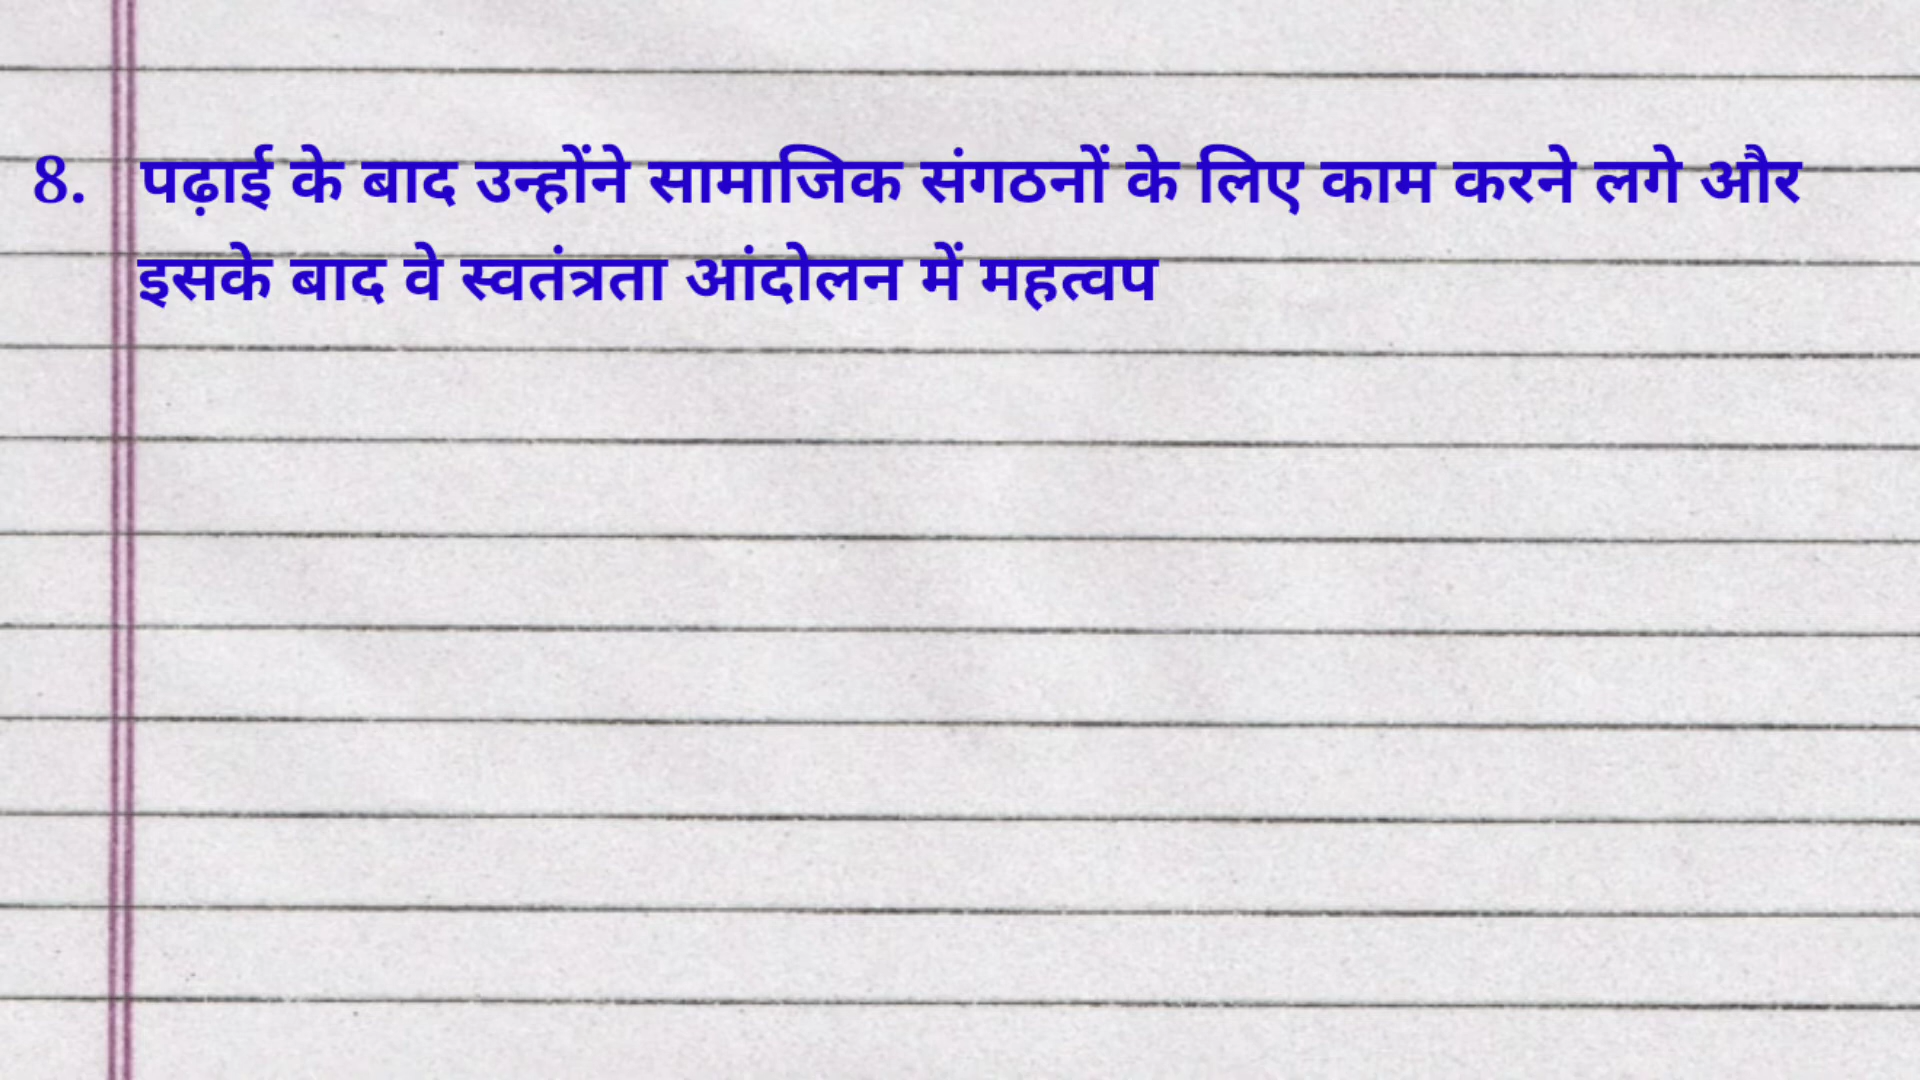 8. पढ़ाई के बाद उन्होंने सामाजिक संगठनों के लिए काम करने लगे और
इसके बाद वे स्वतंत्रता आंदोलन में महत्वप